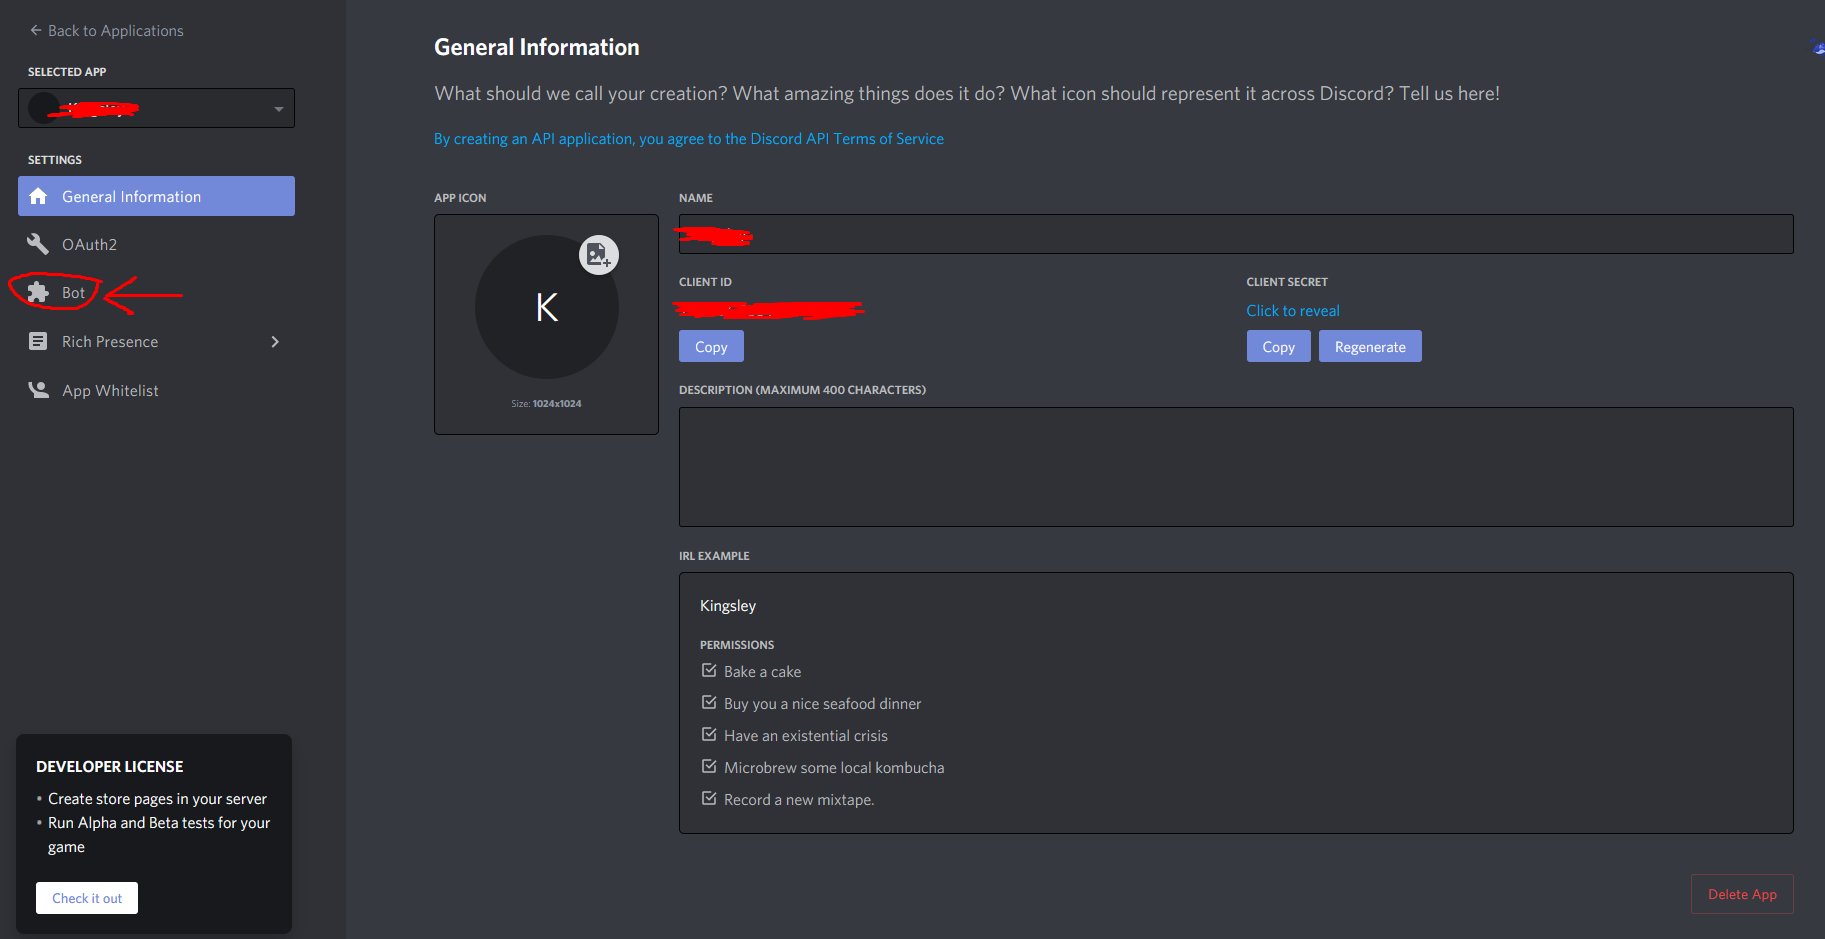 Back to Applications
SELECTED APP
SETTINGS
General Information
OAuth2
Bot
Rich Presence
App Whitelist
DEVELOPER LICENSE
• Create store pages in your server
• Run Alpha and Beta tests for your
game
Check it out
General Information
What should we call your creation? What amazing things does it do? What icon should represent it across Discord? Tell us here!
By creating an API application, you agree to the Discord API Terms of Service
APP ICON
K
Size: 1024x1024
NAME
CLIENT ID
Copy
CLIENT SECRET
Click to reveal
Copy Regenerate
DESCRIPTION (MAXIMUM 400 CHARACTERS)
IRL EXAMPLE
Kingsley
PERMISSIONS
Bake a cake
Buy you a nice seafood dinner
Have an existential crisis
Microbrew some local kombucha
Record a new mixtape.
Delete App